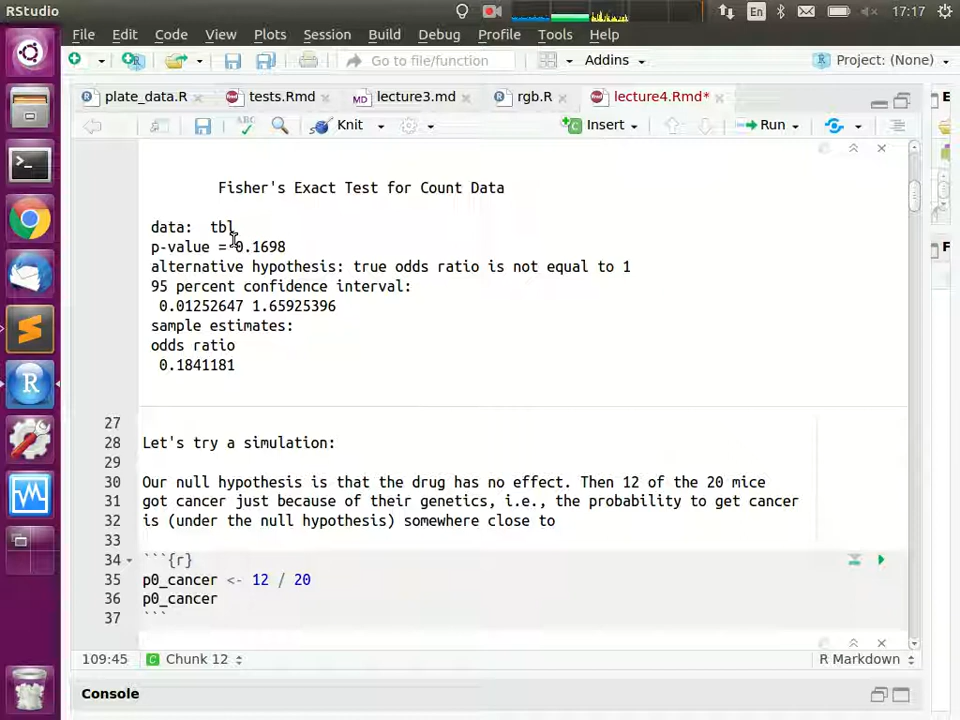 RStudio
En
17:17
File Edit Code View Plots Session Build Debug Profile Tools Help
Go to file/function
Addins
Project: (None)
plate_data.R
tests.Rmd
MD
lecture3.md
rgb.R
lecture4.Rmd*
E
ABC
Knit
Insert
Run
Fisher's Exact Test for Count Data
data:  tbl
p-value = 0.1698
alternative hypothesis: true odds ratio is not equal to 1
95 percent confidence interval:
0.01252647 1.65925396
sample estimates:
odds ratio
0.1841181
F
27
28 Let's try a simulation:
29
30 Our null hypothesis is that the drug has no effect. Then 12 of the 20 mice
31 got cancer just because of their genetics, i.e., the probability to get cancer
32 is (under the null hypothesis) somewhere close to
33
34 ```{r}
35 p0_cancer <- 12 / 20
36 p0_cancer
37 ```
109:45
C Chunk 12
R Markdown
Console